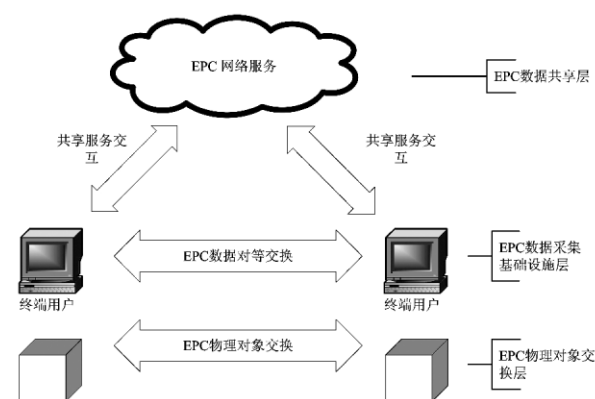 EPC 网络服务
EPC数据共享层
共享服务交
互
共享服务交
互
EPC数据对等交换
EPC数据采集
基础设施层
终端用户
终端用户
EPC物理对象交换
EPC物理对象交
换层